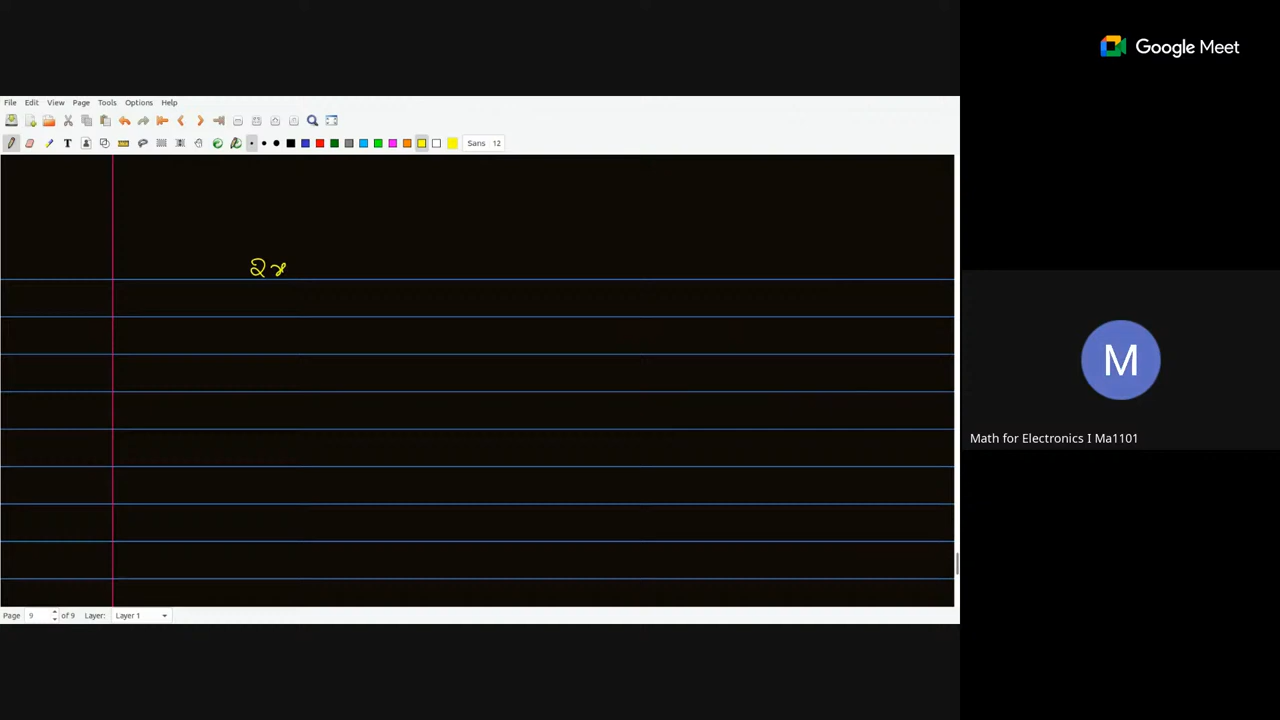 Google Meet
File Edit View Page Tools Options Help
Sans 12
2x
M
Math for Electronics I Ma1101
Page 9 of 9 Layer: Layer 1